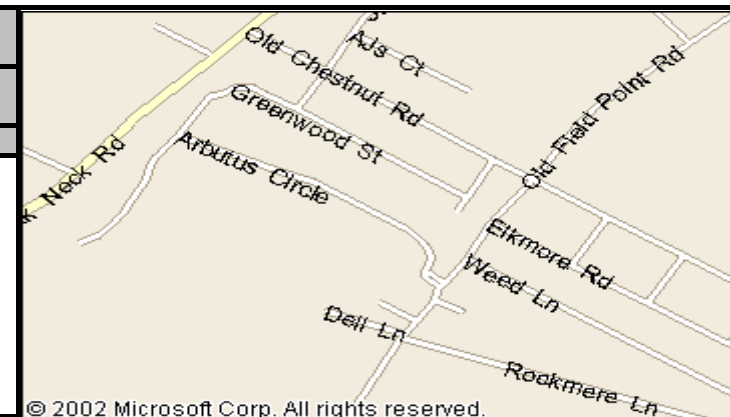 Old Chestnut Rd
AJs Ct
Old Field Point Rd
Greenwood St
Neck Rd
Arbutus Circle
Elkmore Rd
Weed Ln
Dell Ln
Rockmere Ln
© 2002 Microsoft Corp. All rights reserved.